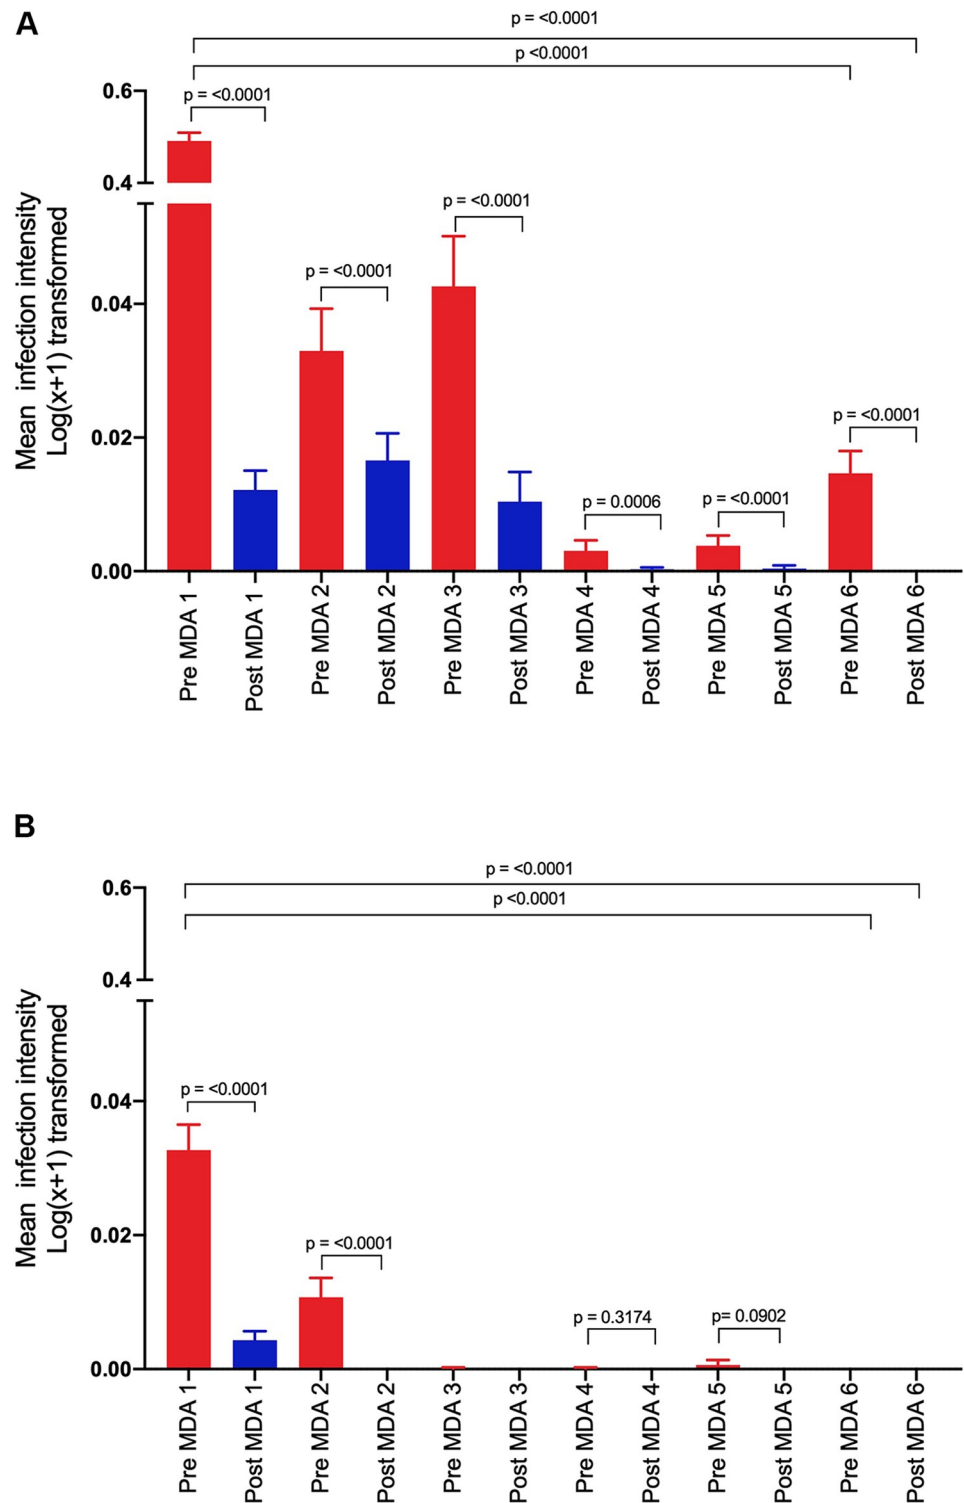 A
p = <0.0001
p <0.0001
0.6
p = <0.0001
0.4
p = <0.0001
p = <0.0001
Mean infection intensity
Log(x+1) transformed
0.04
0.02
p = <0.0001
p = 0.0006
p = <0.0001
0.00
Pre MDA 1
Post MDA 1
Pre MDA 2
Post MDA 2
Pre MDA 3
Post MDA 3
Pre MDA 4
Post MDA 4
Pre MDA 5
Post MDA 5
Pre MDA 6
Post MDA 6
B
p = <0.0001
0.6
p <0.0001
0.4
Mean infection intensity
Log(x+1) transformed
p = <0.0001
0.04
0.02
p = <0.0001
p = 0.3174
p= 0.0902
0.00
Pre MDA 1
Post MDA 1
Pre MDA 2
Post MDA 2
Pre MDA 3
Post MDA 3
Pre MDA 4
Post MDA 4
Pre MDA 5
Post MDA 5
Pre MDA 6
Post MDA 6